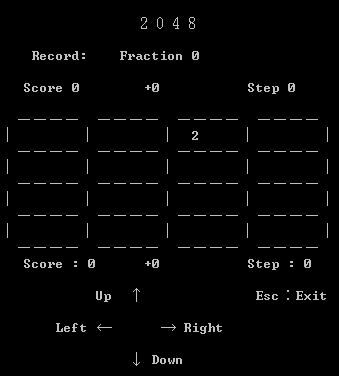 2 0 4 8
Record: Fraction 0
Score 0 +0 Step 0
2
Score : 0 +0 Step : 0
Up ↑ Esc : Exit
Left ← → Right
↓ Down